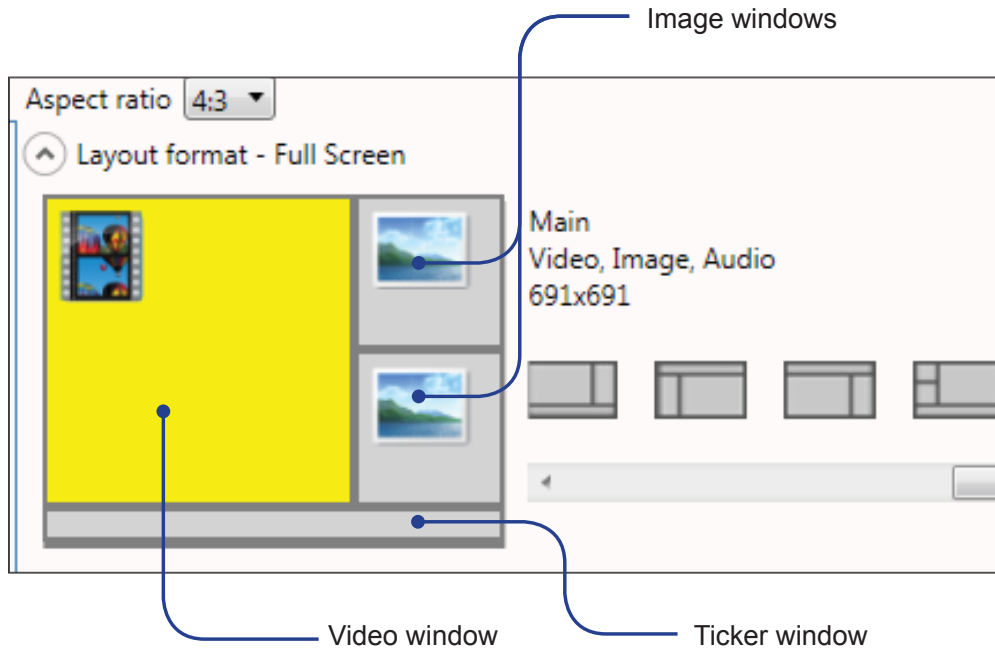 Image windows
Aspect ratio 4:3
Layout format - Full Screen
Main
Video, Image, Audio
691x691
Video window
Ticker window